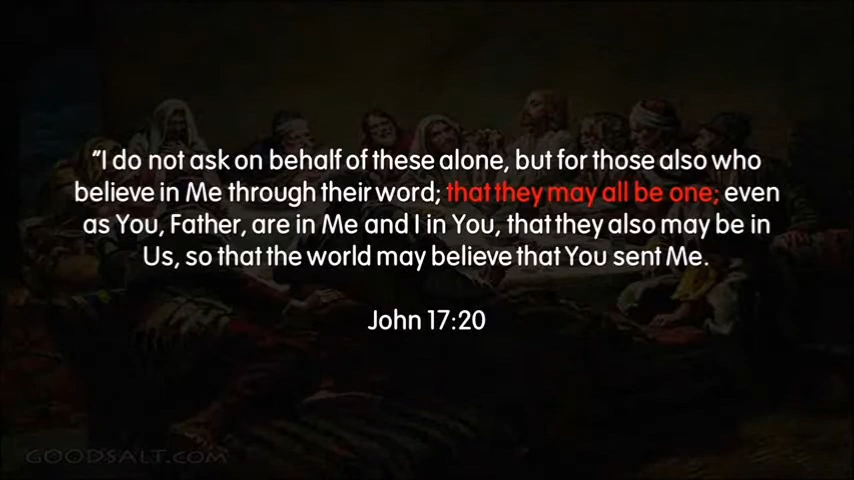 "I do not ask on behalf of these alone, but for those also who
believe in Me through their word; that they may all be one; even
as You, Father, are in Me and I in You, that they also may be in
Us, so that the world may believe that You sent Me.
John 17:20
GOODSALT.COM